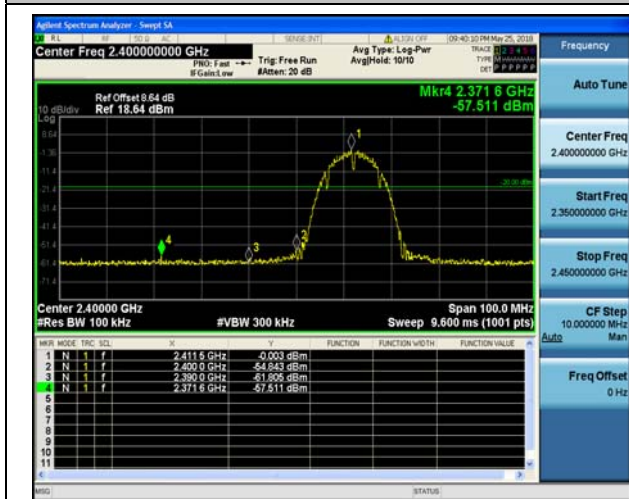 Agilent Spectrum Analyzer - Swept SA
RL RF 50 Ω AC SENSE:INT ALIGN OFF 09:40:10 PM May 25, 2018
Center Freq 2.400000000 GHz
PNO: Fast
IFGain:Low
Trig: Free Run
#Atten: 20 dB
Avg Type: Log-Pwr
Avg|Hold: 10/10
TRACE 1 2 3 4 5 6
TYPE M
DET P P P P P P
Mkr4 2.371 6 GHz
-57.511 dBm
Ref Offset 8.64 dB
10 dB/div Ref 18.64 dBm
Log
8.64
-1.36
-11.4
-21.4
-31.4
-41.4
-51.4
-61.4
-71.4
1
-20.00 dBm
4
3
2
Center 2.40000 GHz Span 100.0 MHz
#Res BW 100 kHz #VBW 300 kHz Sweep 9.600 ms (1001 pts)
MKR MODE TRC SCL X Y FUNCTION FUNCTION WIDTH FUNCTION VALUE
1 N 1 f 2.411 5 GHz -0.003 dBm
2 N 1 f 2.400 0 GHz -54.843 dBm
3 N 1 f 2.390 0 GHz -61.805 dBm
4 N 1 f 2.371 6 GHz -57.511 dBm
5
6
7
8
9
10
11
MSG STATUS
Frequency
Auto Tune
Center Freq
2.400000000 GHz
Start Freq
2.350000000 GHz
Stop Freq
2.450000000 GHz
CF Step
10.000000 MHz
Auto Man
Freq Offset
0 Hz